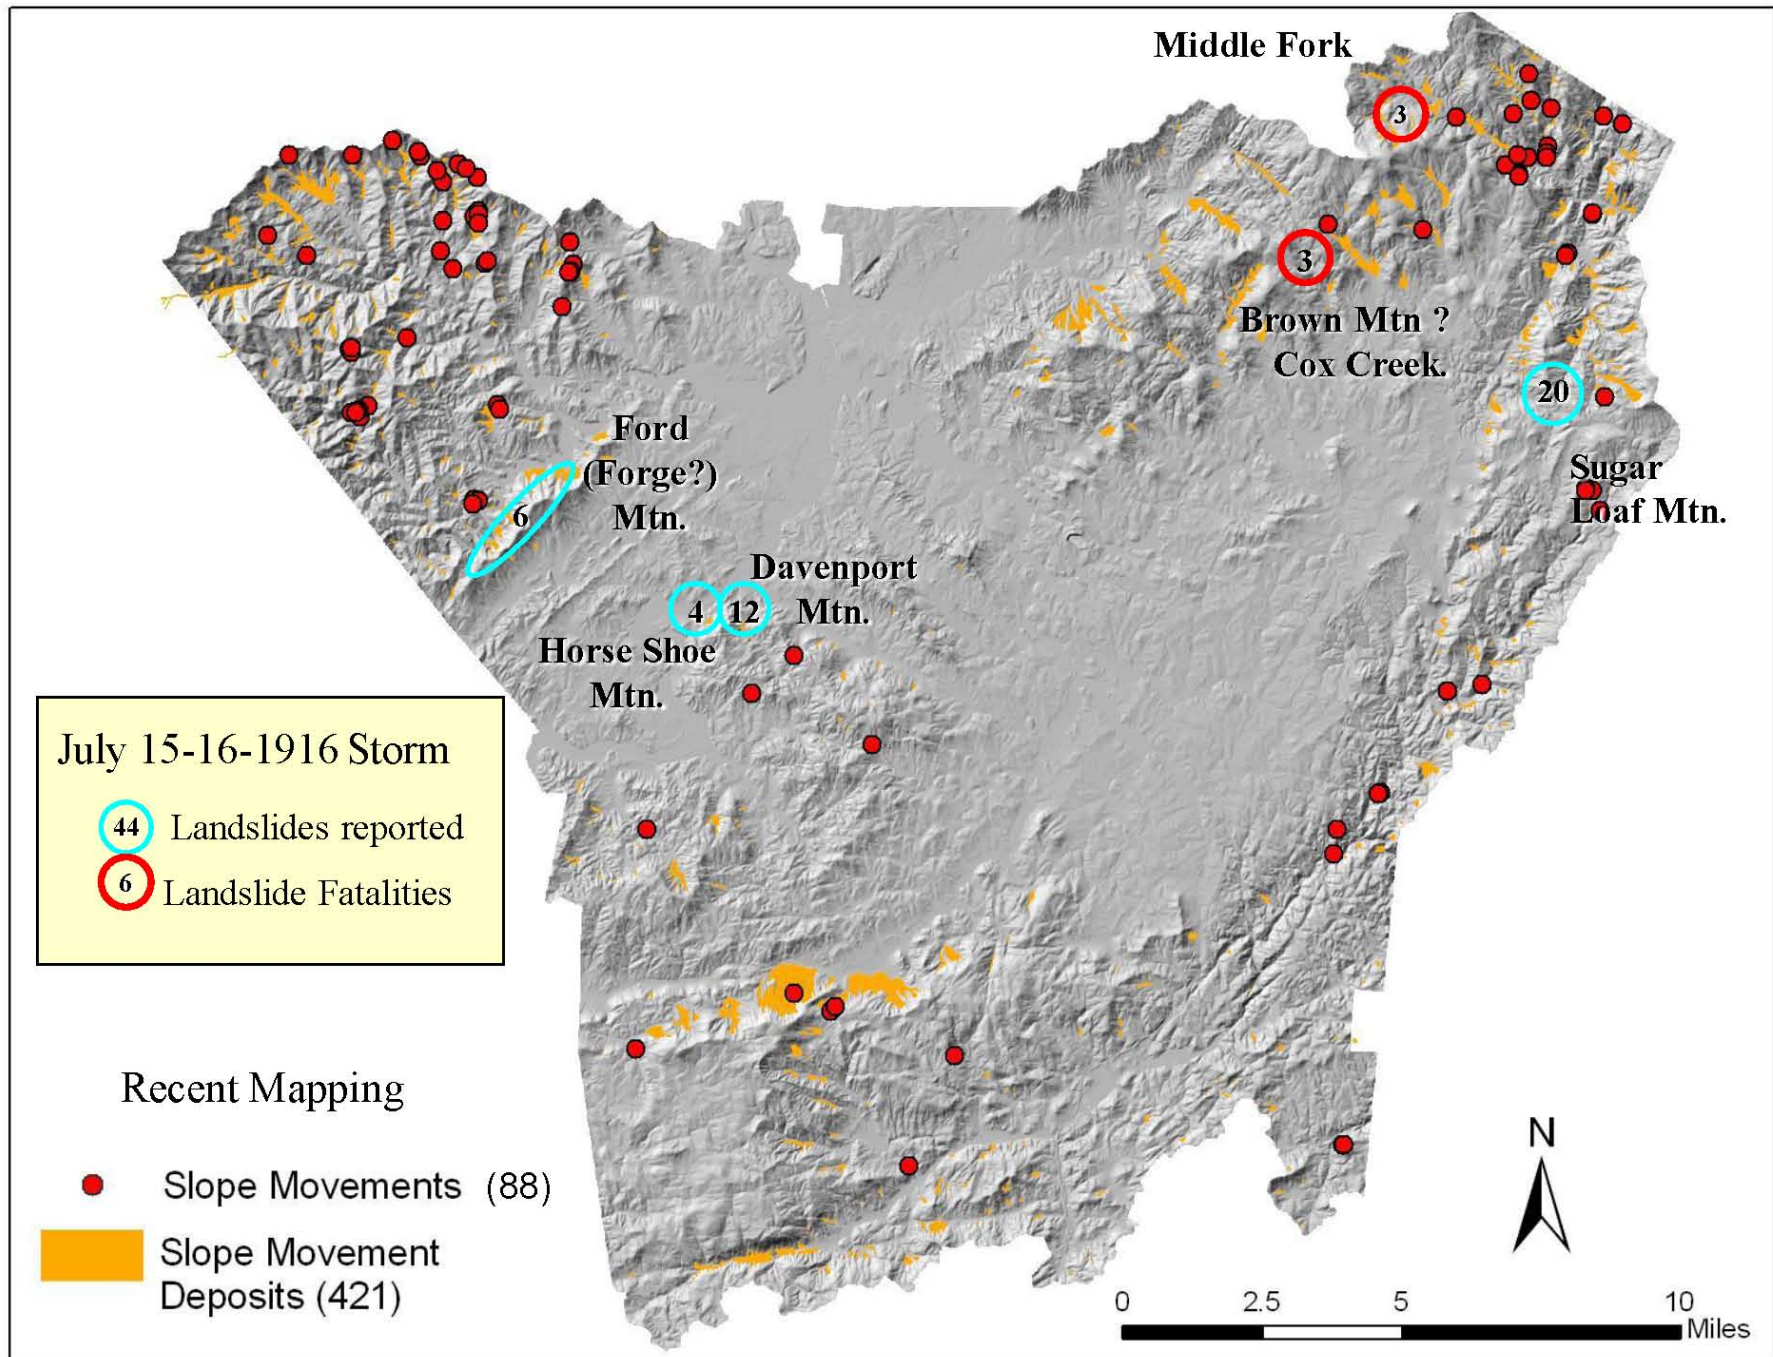 Middle Fork
3
3
Brown Mtn ?
Cox Creek.
20
Sugar
Loaf Mtn.
Ford
(Forge?)
Mtn.
6
Davenport
Mtn.
4
12
Horse Shoe
Mtn.
July 15-16-1916 Storm
44 Landslides reported
6 Landslide Fatalities
Recent Mapping
Slope Movements (88)
Slope Movement
Deposits (421)
N
0 2.5 5 10
Miles